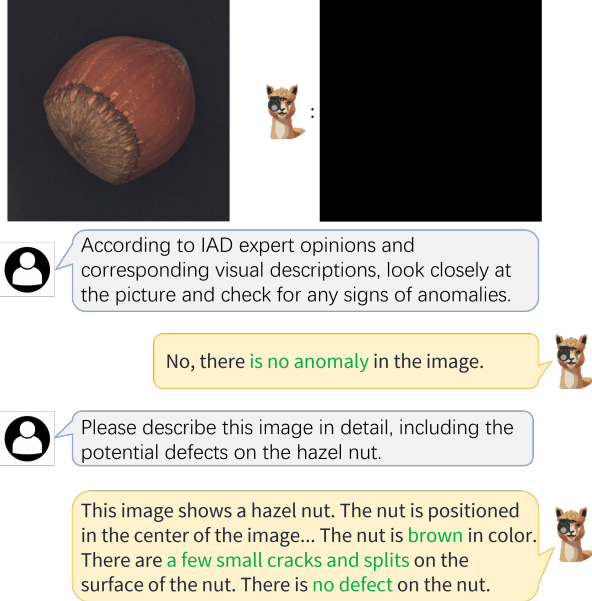 :
According to IAD expert opinions and
corresponding visual descriptions, look closely at
the picture and check for any signs of anomalies.
No, there is no anomaly in the image.
Please describe this image in detail, including the
potential defects on the hazel nut.
This image shows a hazel nut. The nut is positioned
in the center of the image... The nut is brown in color.
There are a few small cracks and splits on the
surface of the nut. There is no defect on the nut.